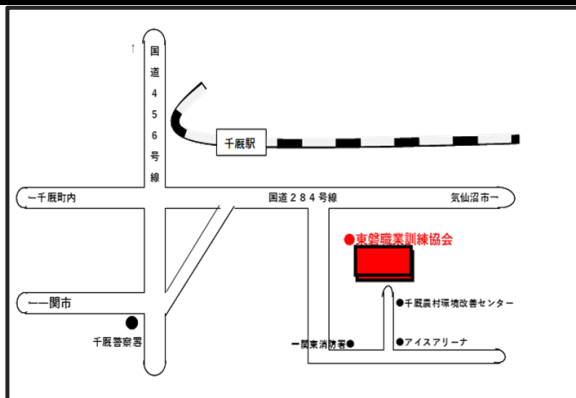 ↑
国道456号線
千厩駅
←千厩町内
国道284号線
気仙沼市→
●東磐職業訓練協会
←一関市
●千厩農村環境改善センター
千厩警察署
一関東消防署●
●アイスアリーナ